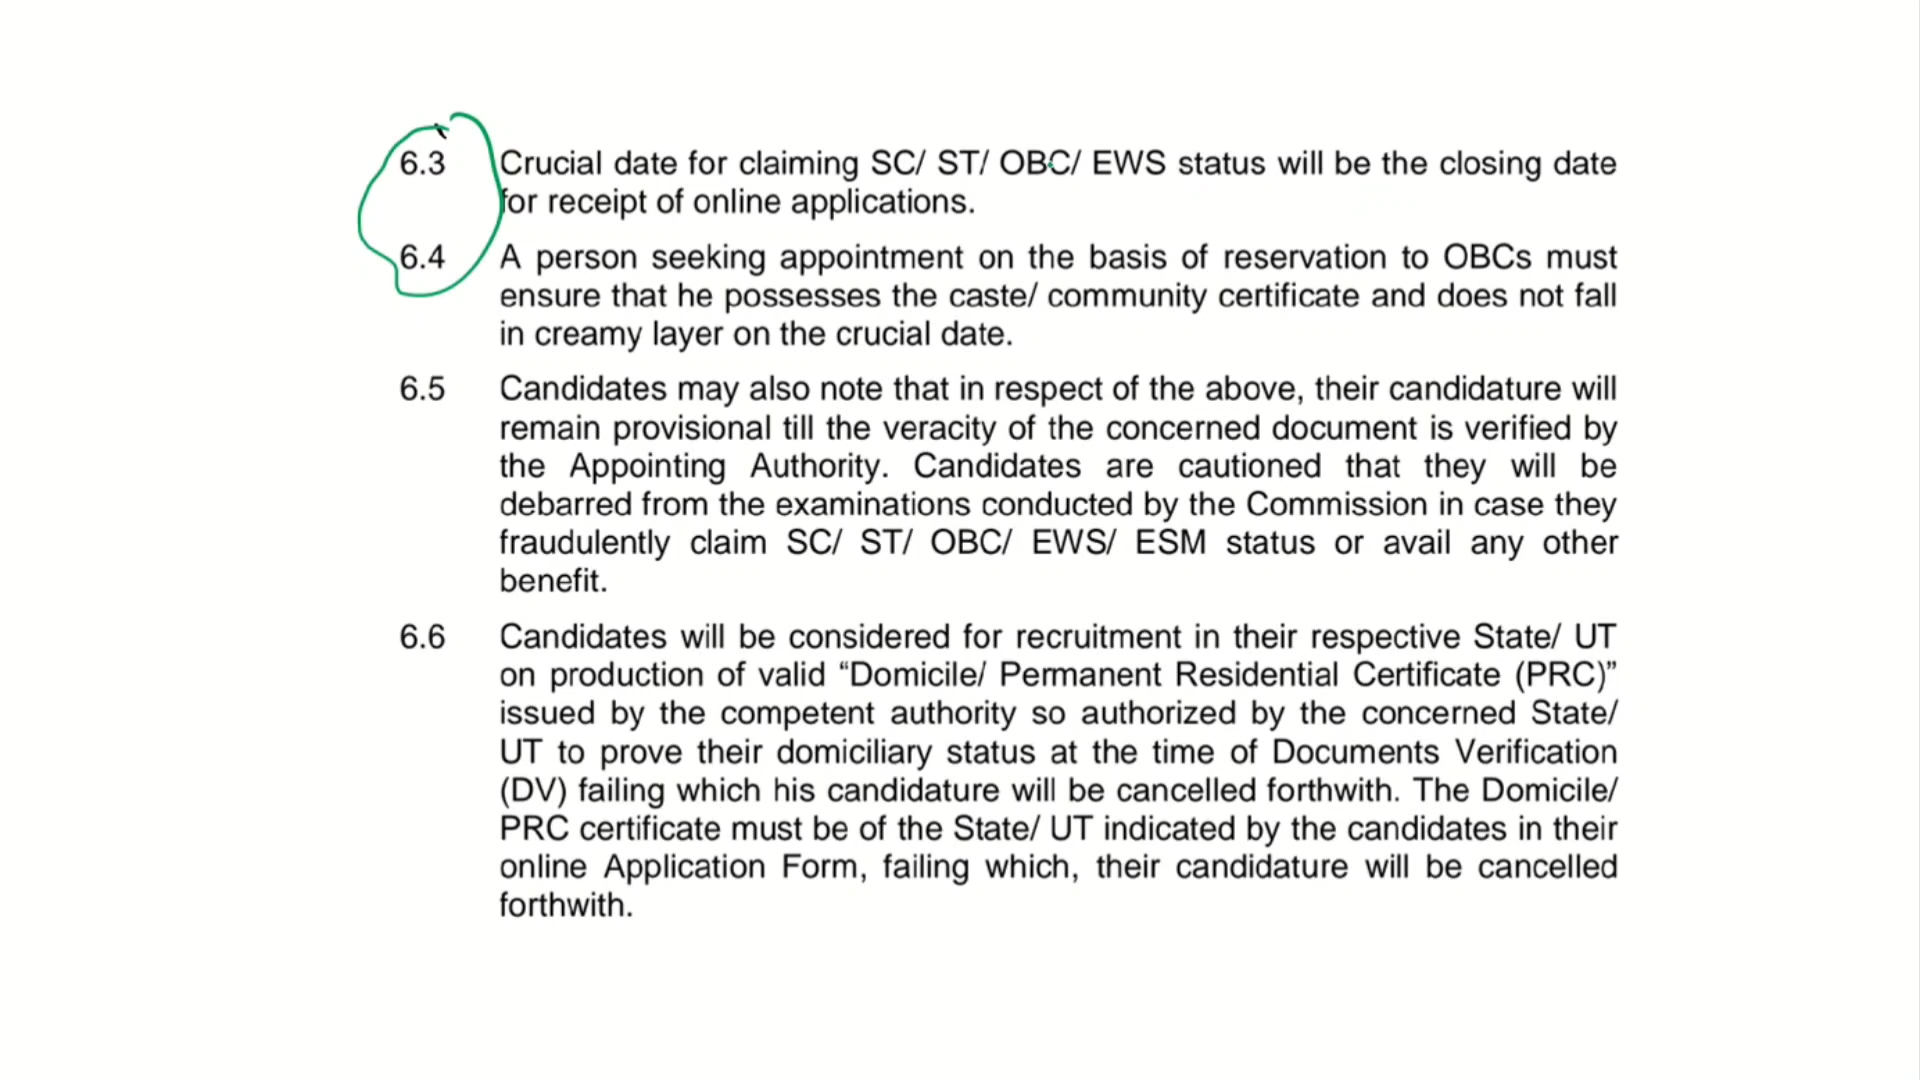 6.3 Crucial date for claiming SC/ ST/ OBC/ EWS status will be the closing date
for receipt of online applications.
6.4 A person seeking appointment on the basis of reservation to OBCs must
ensure that he possesses the caste/ community certificate and does not fall
in creamy layer on the crucial date.
6.5 Candidates may also note that in respect of the above, their candidature will
remain provisional till the veracity of the concerned document is verified by
the Appointing Authority. Candidates are cautioned that they will be
debarred from the examinations conducted by the Commission in case they
fraudulently claim SC/ ST/ OBC/ EWS/ ESM status or avail any other
benefit.
6.6 Candidates will be considered for recruitment in their respective State/ UT
on production of valid “Domicile/ Permanent Residential Certificate (PRC)”
issued by the competent authority so authorized by the concerned State/
UT to prove their domiciliary status at the time of Documents Verification
(DV) failing which his candidature will be cancelled forthwith. The Domicile/
PRC certificate must be of the State/ UT indicated by the candidates in their
online Application Form, failing which, their candidature will be cancelled
forthwith.